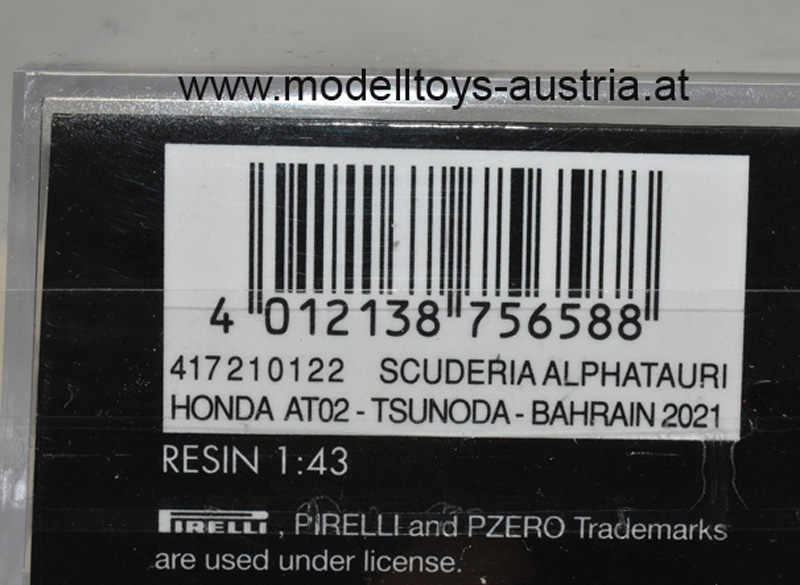 www.modelltoys-austria.at
4 012138 756588
417210122 SCUDERIA ALPHATAURI
HONDA AT02 - TSUNODA - BAHRAIN 2021
RESIN 1:43
PIRELLI, PIRELLI and PZERO Trademarks
are used under license.